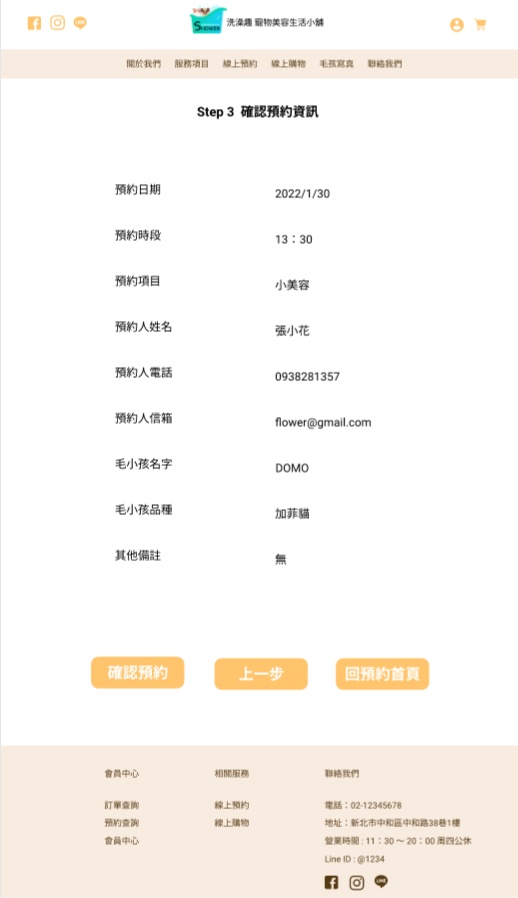 SHOWER
洗澡趣 寵物美容生活小舖
關於我們 服務項目 線上預約 線上購物 毛孩寫真 聯絡我們
Step 3 確認預約資訊
預約日期 2022/1/30
預約時段 13：30
預約項目 小美容
預約人姓名 張小花
預約人電話 0938281357
預約人信箱 flower@gmail.com
毛小孩名字 DOMO
毛小孩品種 加菲貓
其他備註 無
確認預約 上一步 回預約首頁
會員中心 相關服務 聯絡我們
訂單查詢 線上預約 電話：02-12345678
預約查詢 線上購物 地址：新北市中和區中和路38巷1樓
會員中心 營業時間 : 11：30 ～ 20：00 周四公休
Line ID : @1234